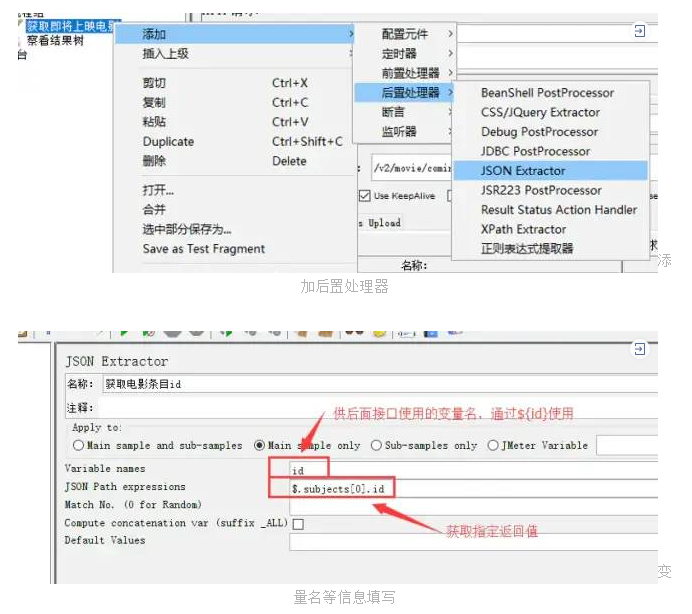 获取即将上映电影
察看结果树
台
添加
插入上级
剪切 Ctrl+X
复制 Ctrl+C
粘贴 Ctrl+V
Duplicate Ctrl+Shift+C
删除 Delete
打开...
合并
选中部分保存为...
Save as Test Fragment
配置元件
定时器
前置处理器
后置处理器
断言
监听器
BeanShell PostProcessor
CSS/JQuery Extractor
Debug PostProcessor
JDBC PostProcessor
JSON Extractor
JSR223 PostProcessor
Result Status Action Handler
XPath Extractor
正则表达式提取器
/v2/movie/comin
Use KeepAlive
s Upload
名称:
求
添
加后置处理器
JSON Extractor
名称: 获取电影条目id
注释:
Apply to:
Main sample and sub-samples Main sample only Sub-samples only JMeter Variable
供后面接口使用的变量名，通过${id}使用
Variable names id
JSON Path expressions $.subjects[0].id
Match No. (0 for Random)
Compute concatenation var (suffix _ALL)
获取指定返回值
Default Values
变
量名等信息填写